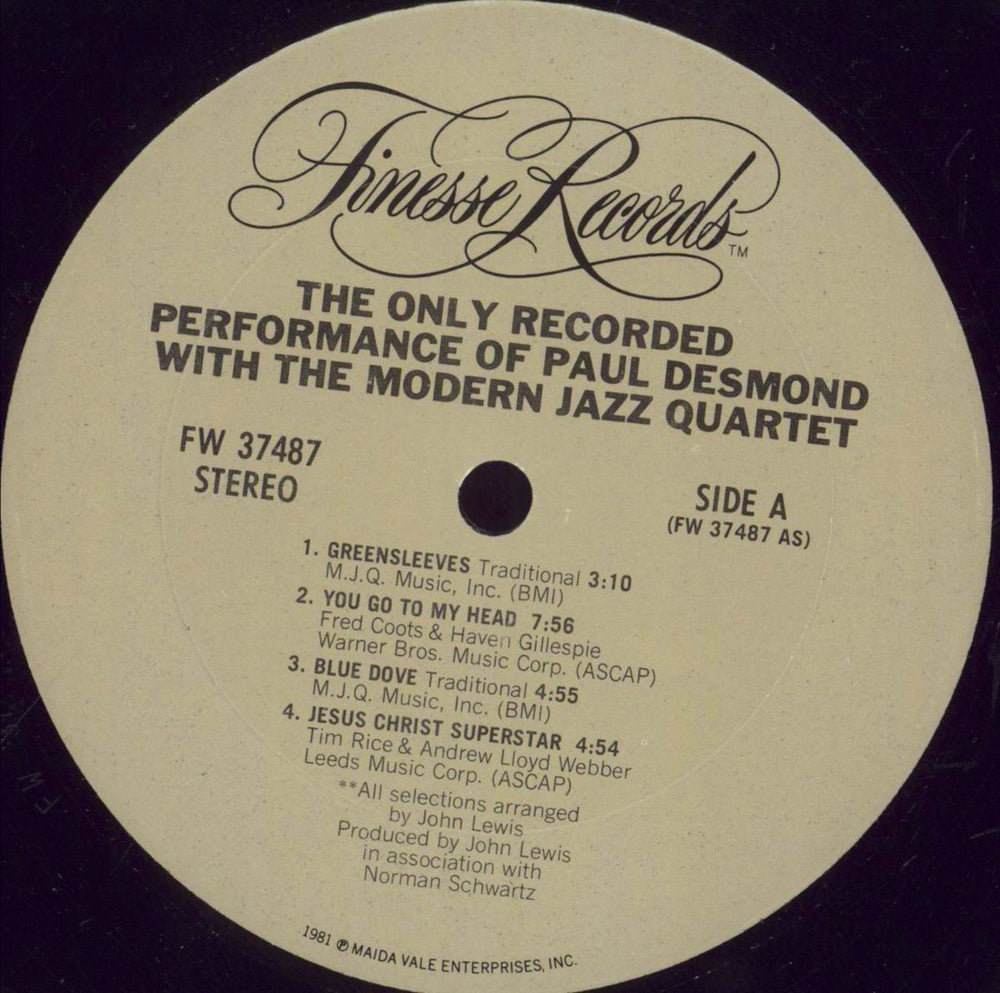 Finesse Records™
THE ONLY RECORDED
PERFORMANCE OF PAUL DESMOND
WITH THE MODERN JAZZ QUARTET
FW 37487
STEREO
SIDE A
(FW 37487 AS)
1. GREENSLEEVES Traditional 3:10
M.J.Q. Music, Inc. (BMI)
2. YOU GO TO MY HEAD 7:56
Fred Coots & Haven Gillespie
Warner Bros. Music Corp. (ASCAP)
3. BLUE DOVE Traditional 4:55
M.J.Q. Music, Inc. (BMI)
4. JESUS CHRIST SUPERSTAR 4:54
Tim Rice & Andrew Lloyd Webber
Leeds Music Corp. (ASCAP)
**All selections arranged
by John Lewis
Produced by John Lewis
in association with
Norman Schwartz
1981 ℗ MAIDA VALE ENTERPRISES, INC.
FW